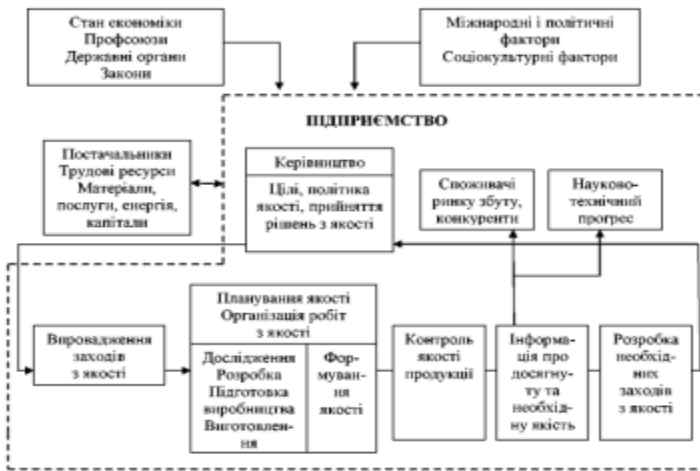 Стан економіки
Профсоюзи
Державні органи
Закони
Міжнародні і політичні
фактори
Соціокультурні фактори
ПІДПРИЄМСТВО
Постачальники
Трудові ресурси
Матеріали,
послуги, енергія,
капітали
Керівництво
Цілі, політика
якості, прийняття
рішень з якості
Споживачі
ринку збуту,
конкуренти
Науково-
технічний
прогрес
Впровадження
заходів
з якості
Планування якості
Організація робіт
з якості
Дослідження
Розробка
Підготовка
виробництва
Виготовлен-
ня
Фор-
муван-
ня
якості
Контроль
якості
продукції
Інформа-
ція про
досягну-
ту та
необхід-
ну якість
Розробка
необхід-
них
заходів
з якості